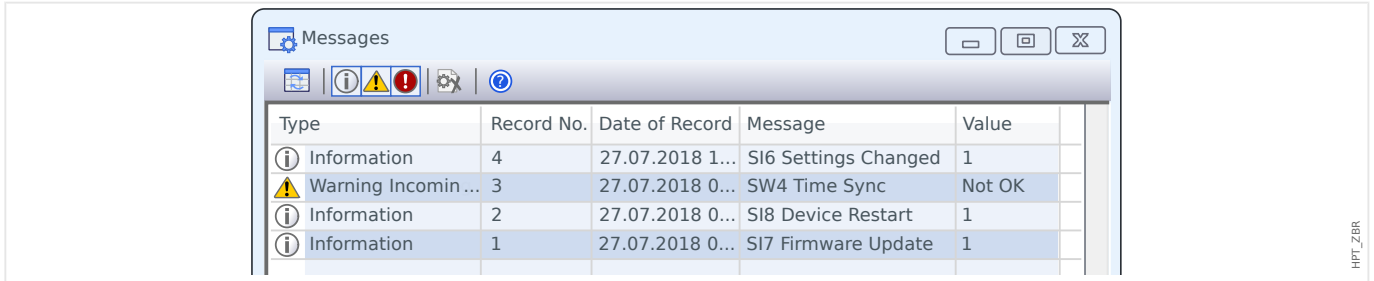 Messages
Type Record No. Date of Record Message Value
Information 4 27.07.2018 1... SI6 Settings Changed 1
Warning Incomin... 3 27.07.2018 0... SW4 Time Sync Not OK
Information 2 27.07.2018 0... SI8 Device Restart 1
Information 1 27.07.2018 0... SI7 Firmware Update 1
HPT_ZBR